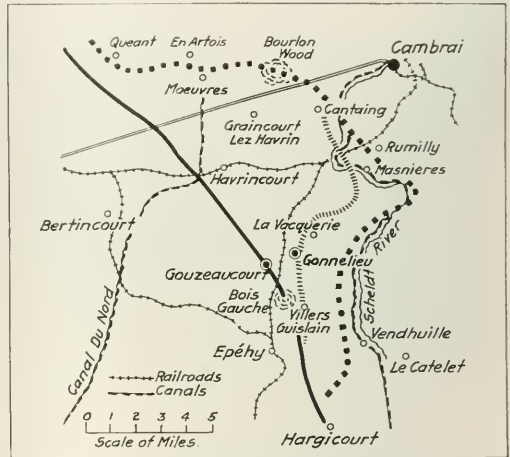 Queant
En Artois
Bourlon
Wood
Cambrai
Moeuvres
Cantaing
Graincourt
Lez Havrin
Rumilly
Masnieres
Havrincourt
Bertincourt
La Vacquerie
Gonnelieu
Gouzeaucourt
River
Scheldt
Bois
Gauche
Villers
Guislain
Canal Du Nord
Vendhuille
Epéhy
Le Catelet
Railroads
Canals
0 1 2 3 4 5
Scale of Miles.
Hargicourt